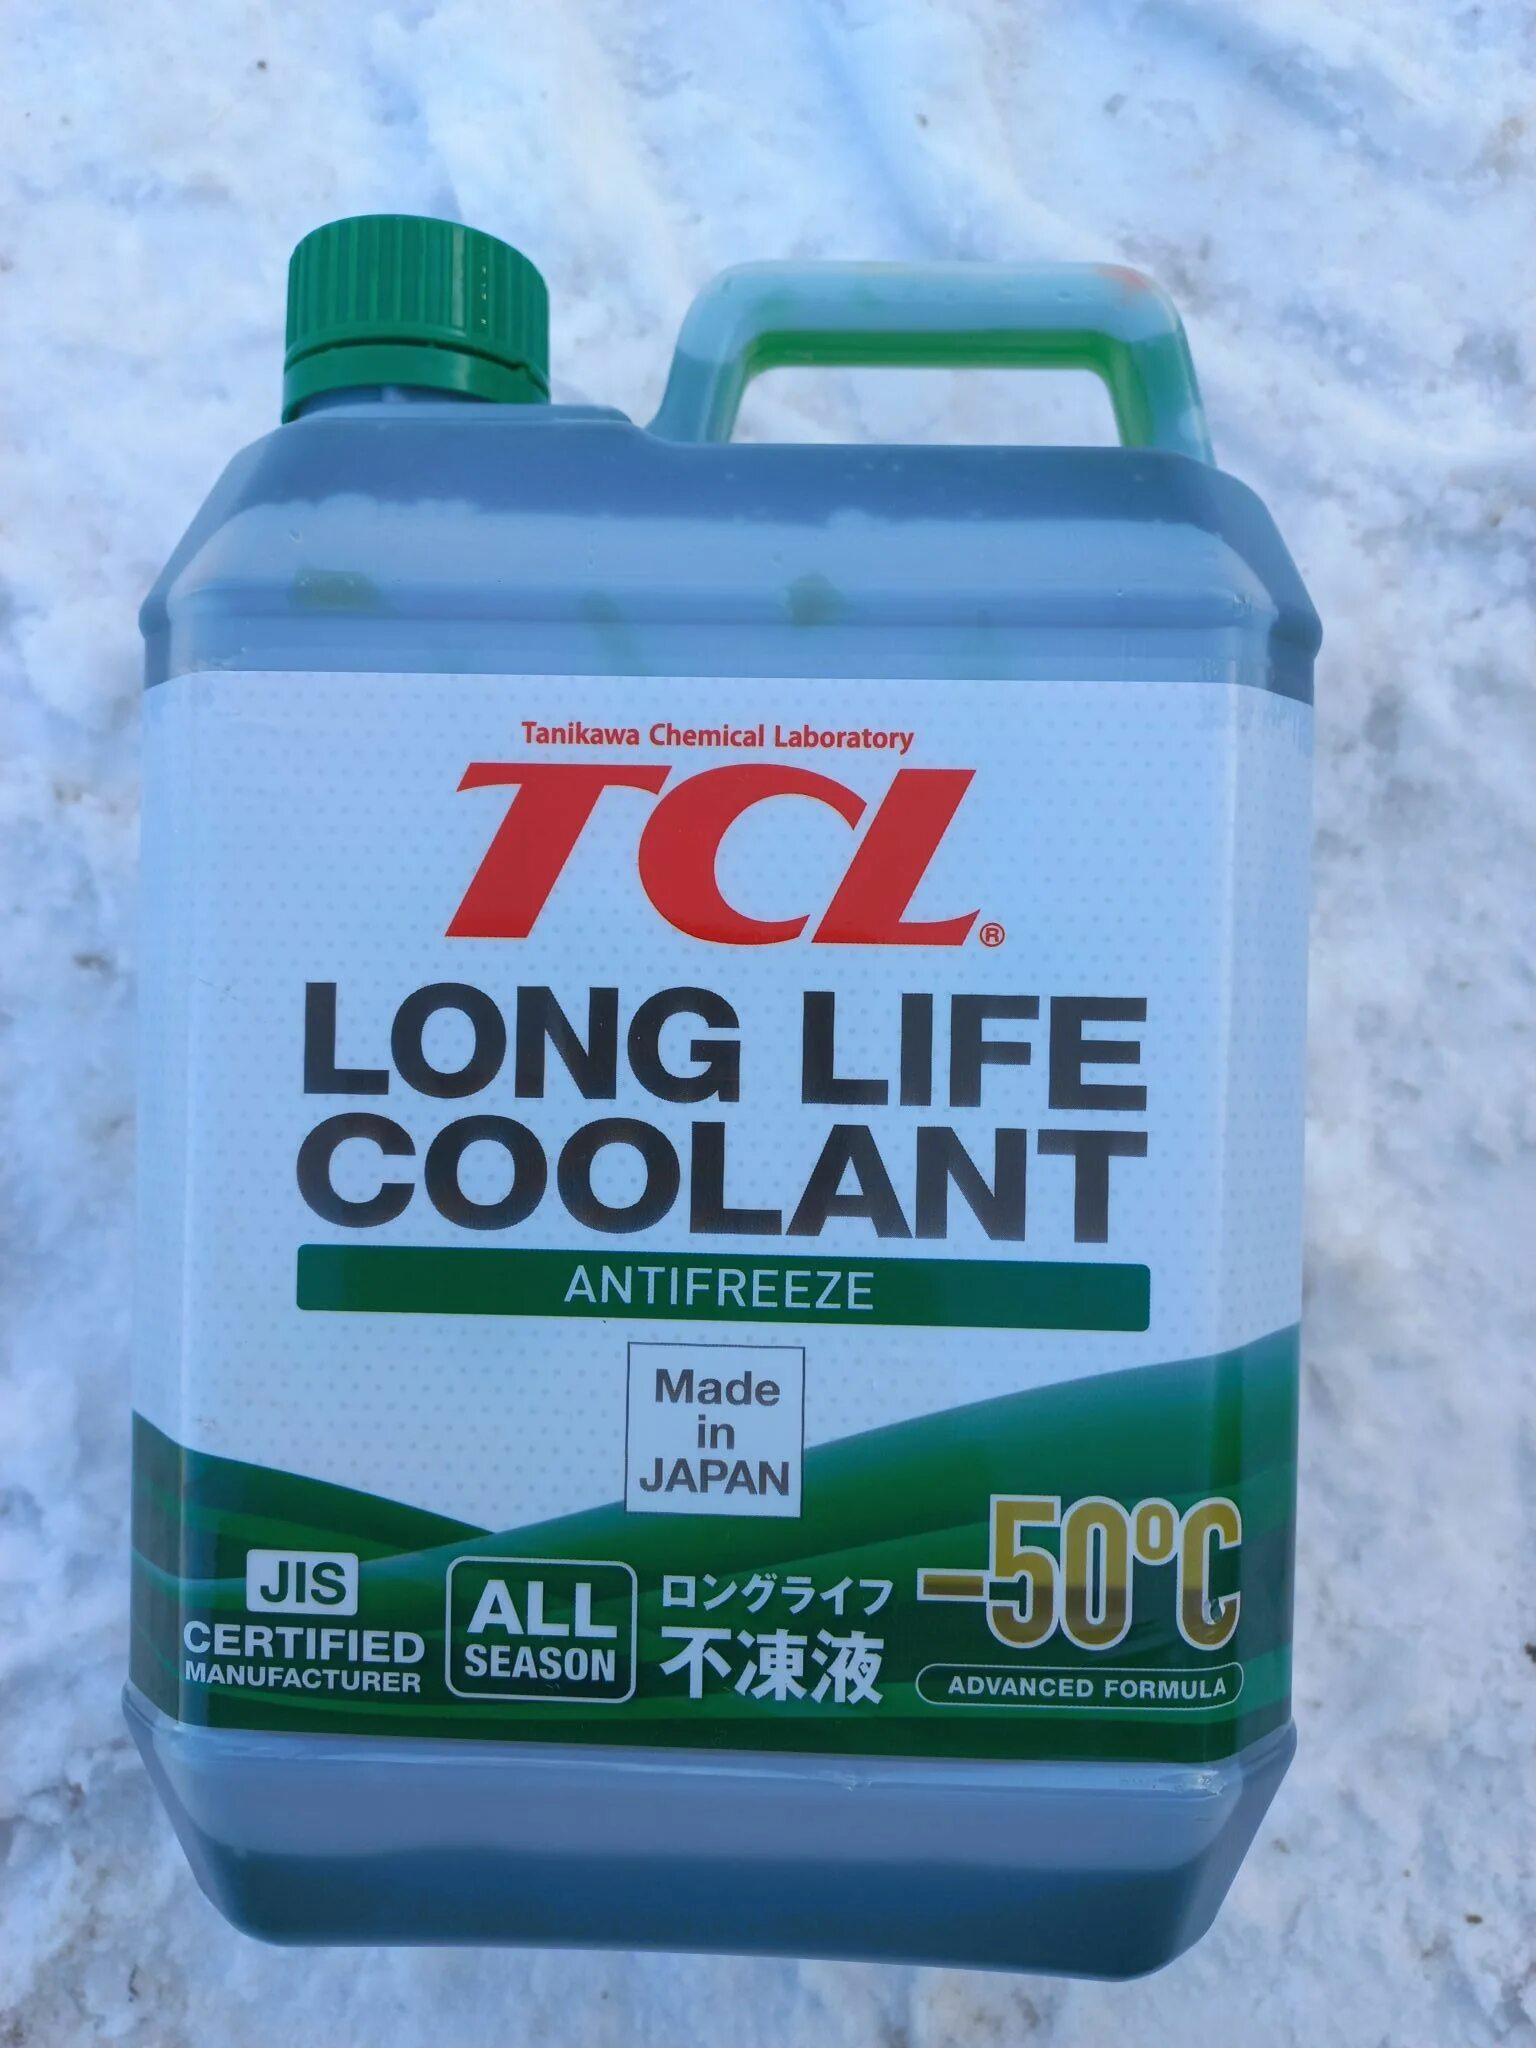 Tanikawa Chemical Laboratory
TCL®
LONG LIFE
COOLANT
ANTIFREEZE
Made
in
JAPAN
JIS
CERTIFIED
MANUFACTURER
ALL
SEASON
ロングライフ
不凍液
-50°C
ADVANCED FORMULA